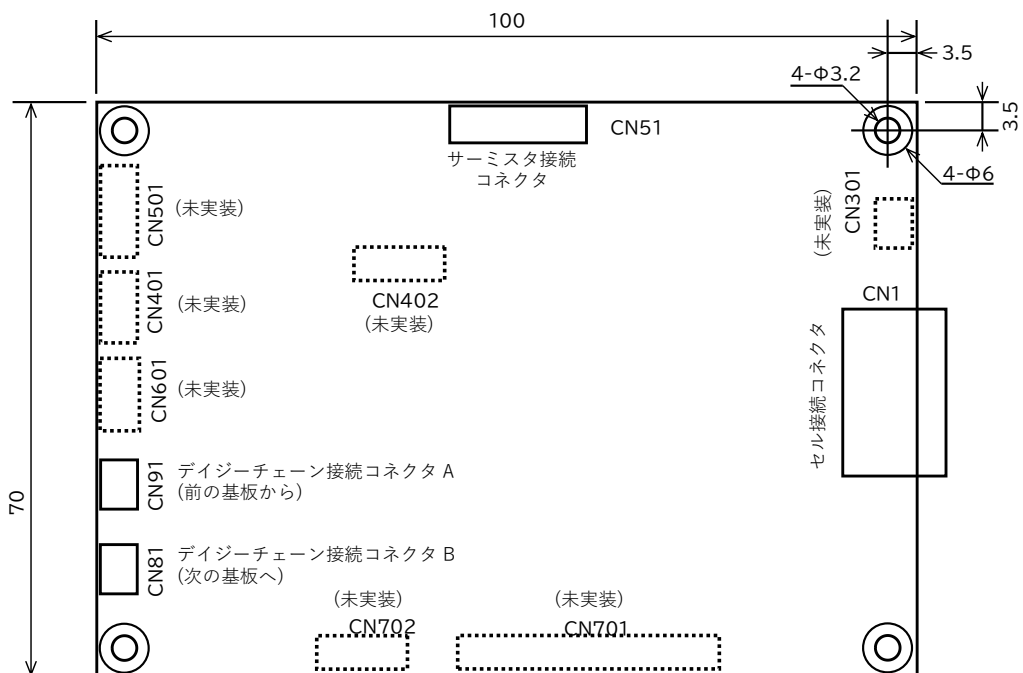 100
3.5
4-Φ3.2
3.5
CN51
サーミスタ接続
コネクタ
4-Φ6
CN501
(未実装)
CN301
(未実装)
CN401
(未実装)
CN402
(未実装)
CN1
セル接続コネクタ
CN601
(未実装)
CN91
デイジーチェーン接続コネクタ A
(前の基板から)
70
CN81
デイジーチェーン接続コネクタ B
(次の基板へ)
(未実装)
CN702
(未実装)
CN701